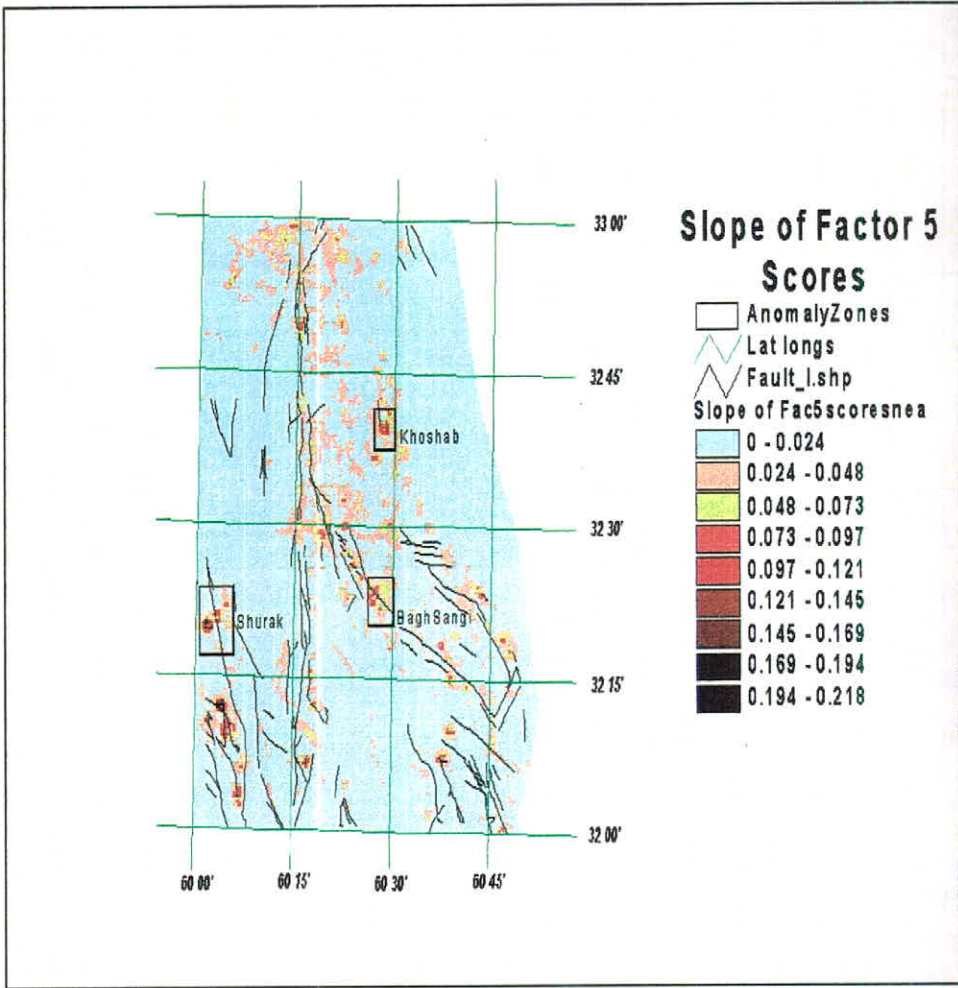 Slope of Factor 5
Scores
AnomalyZones
Lat longs
Fault_l.shp
Slope of Fac5scoresnea
0 - 0.024
0.024 - 0.048
0.048 - 0.073
0.073 - 0.097
0.097 - 0.121
0.121 - 0.145
0.145 - 0.169
0.169 - 0.194
0.194 - 0.218
33 00'
32 45'
Khoshab
32 30'
Shurak
BaghSangi
32 15'
32 00'
60 00' 60 15' 60 30' 60 45'